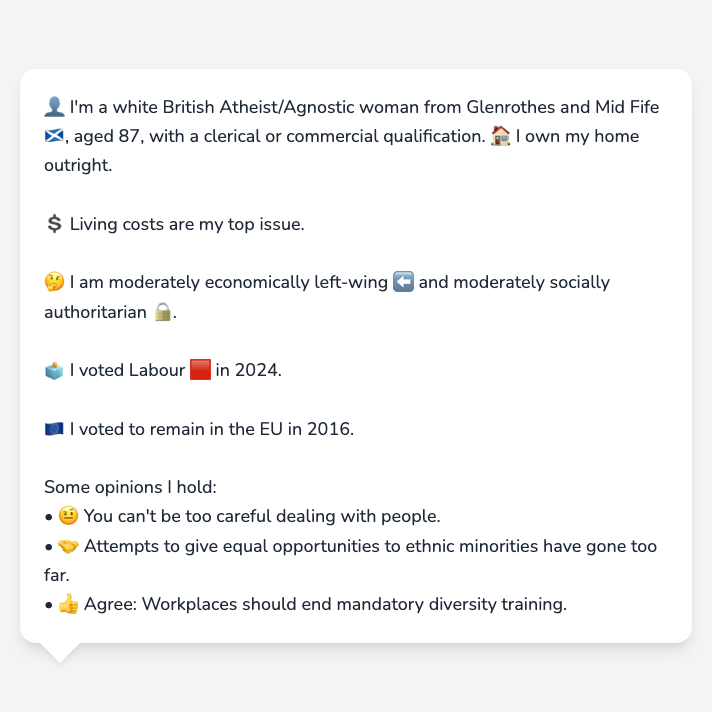 👤 I'm a white British Atheist/Agnostic woman from Glenrothes and Mid Fife
🏴󠁧󠁢󠁳󠁣󠁴󠁿, aged 87, with a clerical or commercial qualification. 🏠 I own my home
outright.
💲 Living costs are my top issue.
🤔 I am moderately economically left-wing ⬅️ and moderately socially
authoritarian 🔒.
🗳️ I voted Labour 🟥 in 2024.
🇪🇺 I voted to remain in the EU in 2016.
Some opinions I hold:
• 🤨 You can't be too careful dealing with people.
• 🤝 Attempts to give equal opportunities to ethnic minorities have gone too
far.
• 👍 Agree: Workplaces should end mandatory diversity training.